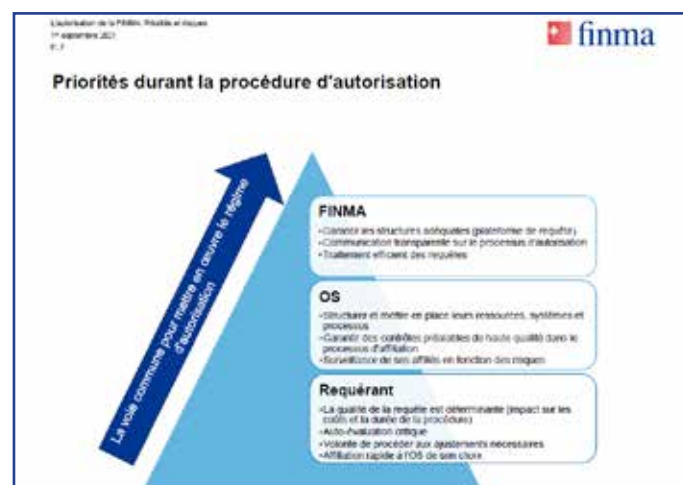 L'autorisation de la FINMA: Priorités et risques
1er septembre 2021
finma
Priorités durant la procédure d'autorisation
La voie commune pour mettre en œuvre le régime
d'autorisation
FINMA
•Garantir les structures adéquates (plateforme de requête)
•Communication transparente sur le processus d'autorisation
•Traitement efficient des requêtes
OS
•Structurer et mettre en place leurs ressources, systèmes et
processus
•Garantir des contrôles préalables de haute qualité dans le
processus d'affiliation
•Surveillance de ses affiliés en fonction des risques
Requérant
•La qualité de la requête est déterminante (impact sur les
coûts et la durée de la procédure)
•Auto-évaluation critique
•Volonté de procéder aux ajustements nécessaires
•Affiliation rapide à l'OS de son choix